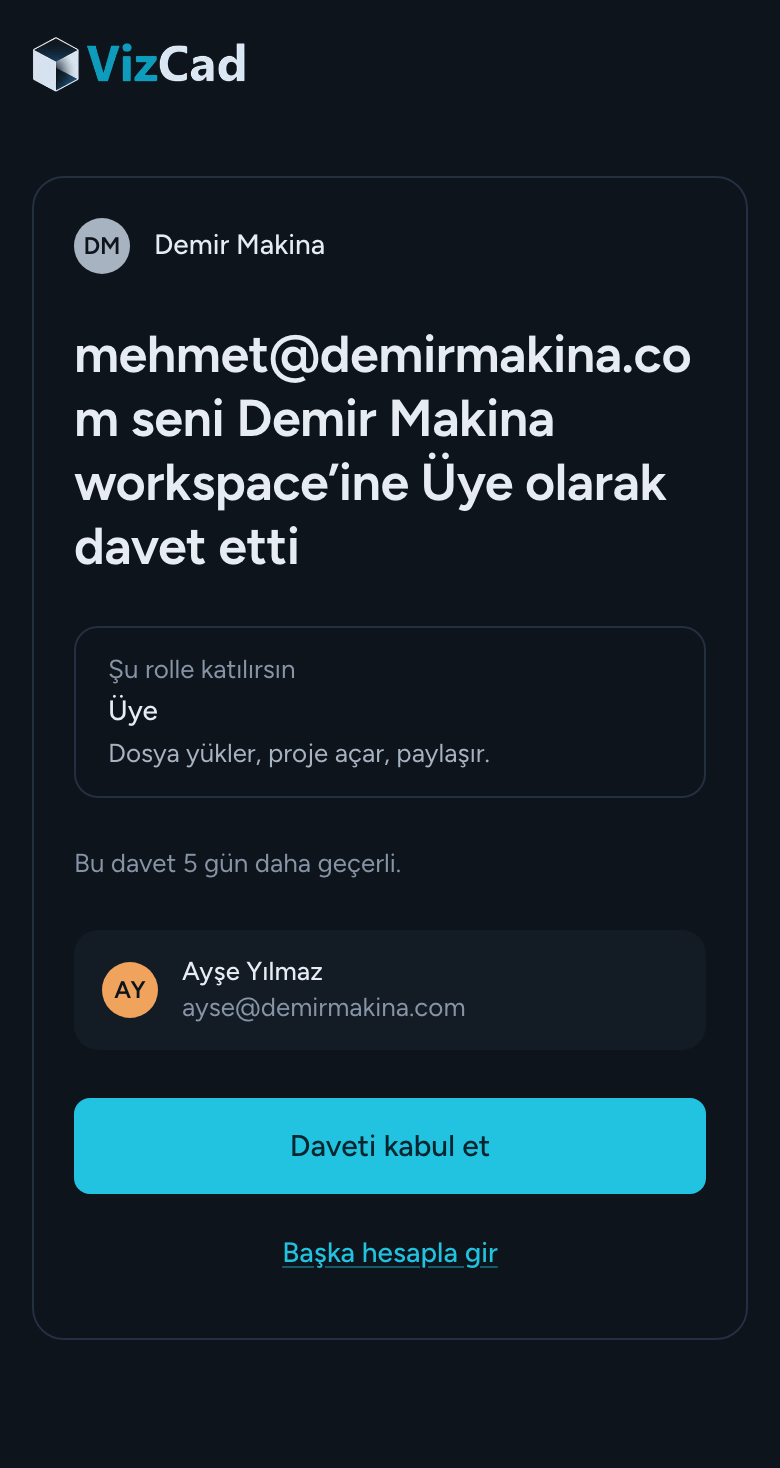 VizCad
DM Demir Makina
mehmet@demirmakina.co
m seni Demir Makina
workspace’ine Üye olarak
davet etti
Şu rolle katılırsın
Üye
Dosya yükler, proje açar, paylaşır.
Bu davet 5 gün daha geçerli.
AY
Ayşe Yılmaz
ayse@demirmakina.com
Daveti kabul et
Başka hesapla gir